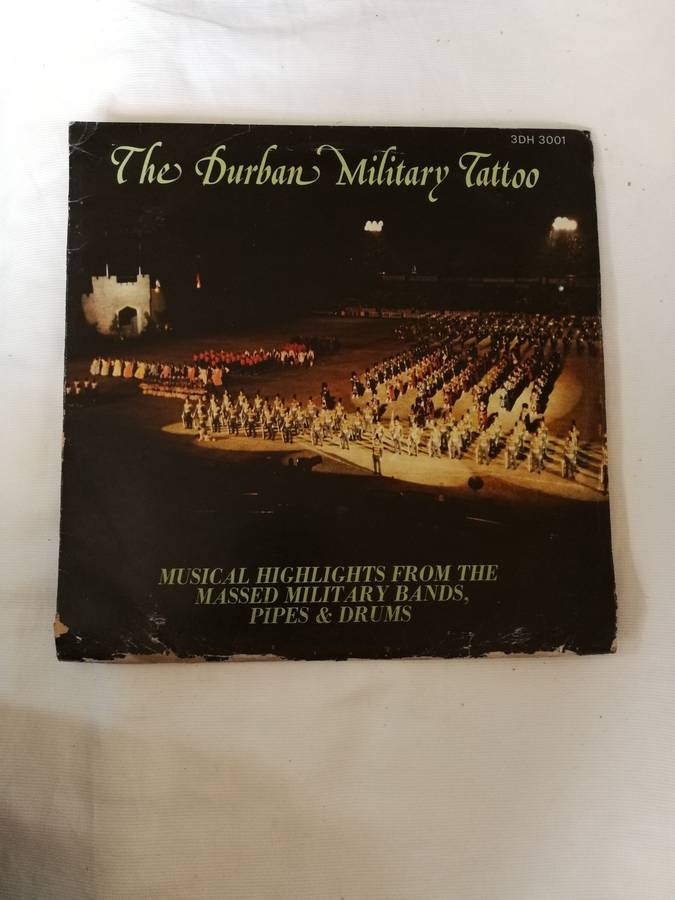 3DH 3001
The Durban Military Tattoo
MUSICAL HIGHLIGHTS FROM THE
MASSED MILITARY BANDS,
PIPES & DRUMS